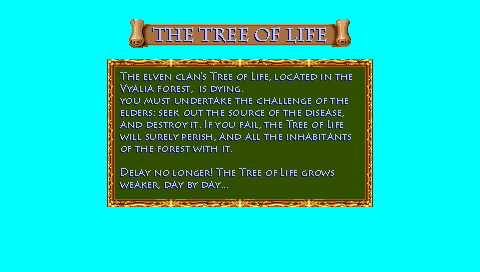 THE TREE OF LIFE
The elven clan's Tree of Life, located in the
Vyalia forest,  is dying.
you must undertake the challenge of the
elders: seek out the source of the disease,
and destroy it. If you fail, the Tree of Life
will surely perish, and all the inhabitants
of the forest with it.
Delay no longer! The Tree of Life grows
weaker, day by day...